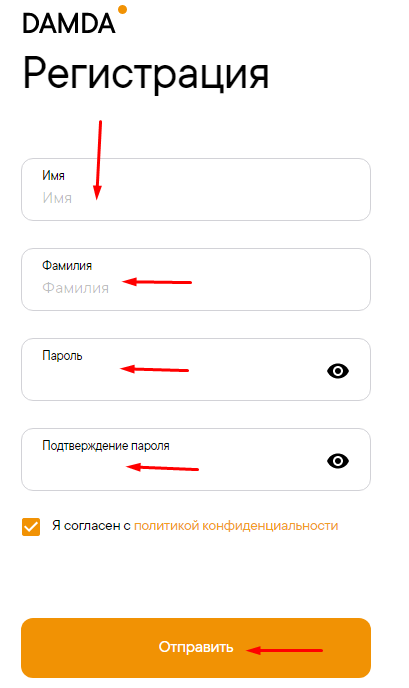 DAMDA
Регистрация
Имя
Имя
Фамилия
Фамилия
Пароль
Подтверждение пароля
Я согласен с политикой конфиденциальности
Отправить